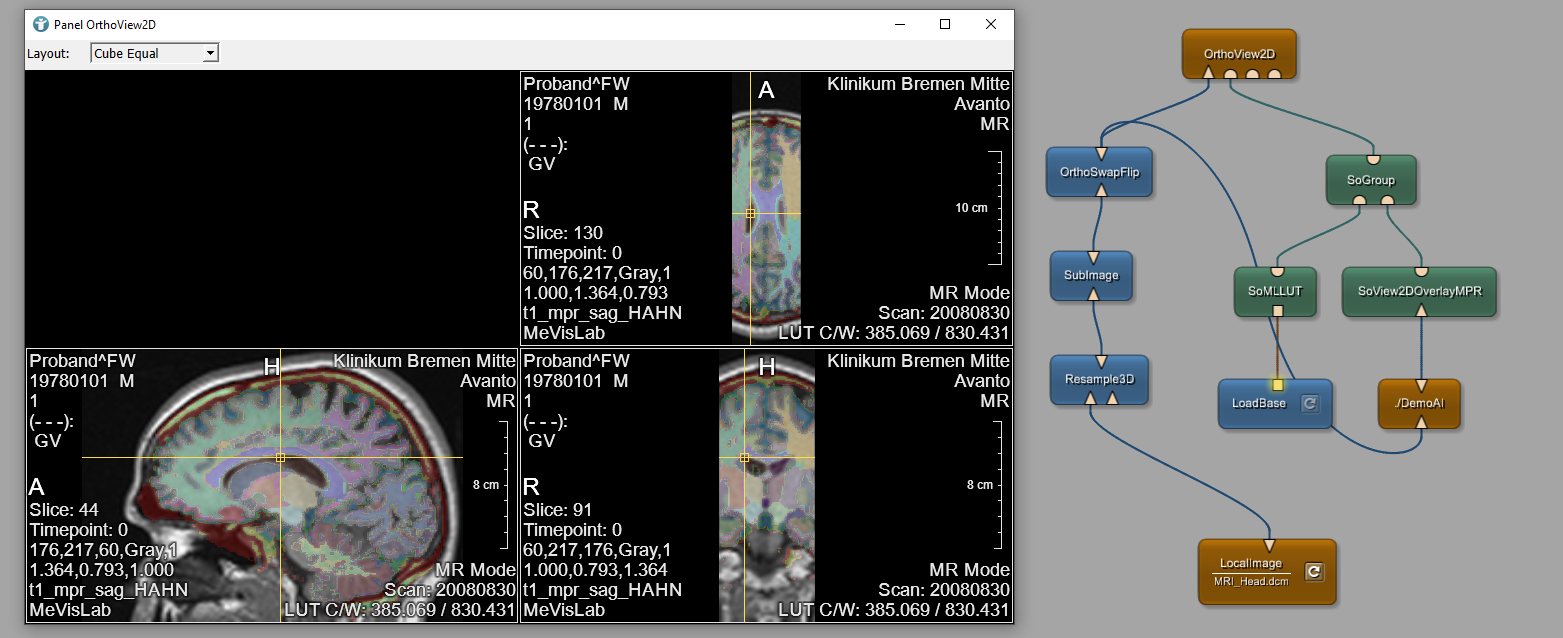 Panel OrthoView2D
Layout: Cube Equal
Proband^FW
19780101 M
1
(- - -):
GV
R
Slice: 130
Timepoint: 0
60,176,217,Gray,1
1.000,1.364,0.793
t1_mpr_sag_HAHN
MeVisLab
A
Klinikum Bremen Mitte
Avanto
MR
10 cm
MR Mode
Scan: 20080830
LUT C/W: 385.069 / 830.431
Proband^FW
19780101 M
1
(- - -):
GV
A
Slice: 44
Timepoint: 0
176,217,60,Gray,1
1.364,0.793,1.000
t1_mpr_sag_HAHN
MeVisLab
H
Klinikum Bremen Mitte
Avanto
MR
8 cm
MR Mode
Scan: 20080830
LUT C/W: 385.069 / 830.431
Proband^FW
19780101 M
1
(- - -):
GV
R
Slice: 91
Timepoint: 0
60,217,176,Gray,1
1.000,0.793,1.364
t1_mpr_sag_HAHN
MeVisLab
H
Klinikum Bremen Mitte
Avanto
MR
8 cm
MR Mode
Scan: 20080830
LUT C/W: 385.069 / 830.431
OrthoView2D
OrthoSwapFlip
SoGroup
SubImage
SoMLLUT
SoView2DOverlayMPR
Resample3D
LoadBase
./DemoAI
LocalImage
MRI_Head.dcm